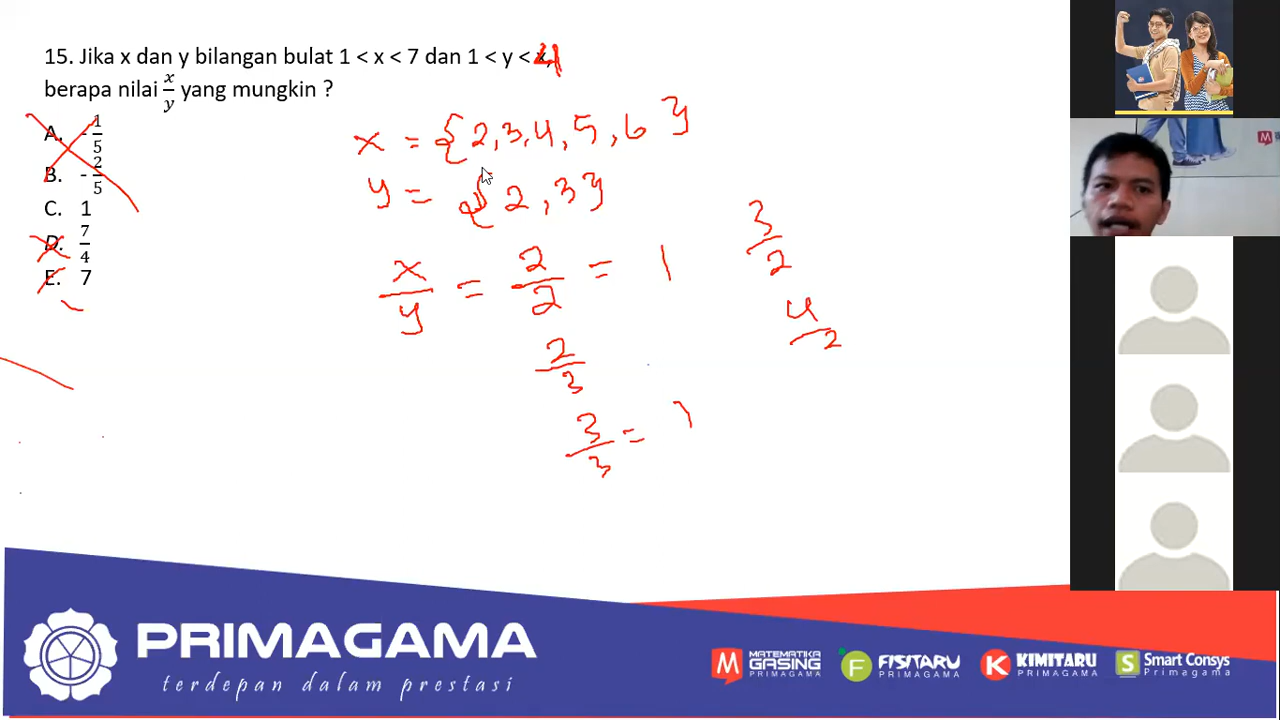 15. Jika x dan y bilangan bulat 1 < x < 7 dan 1 < y < 4
berapa nilai x/y yang mungkin ?
A. -1/5
B. -2/5
C. 1
D. 7/4
E. 7
x = {2,3,4,5,6}
y = {2,3}
x/y = 2/2 = 1
2/3
3/3 = 1
3/2
4/2
PRIMAGAMA
terdepan dalam prestasi
MATEMATIKA
GASING
PRIMAGAMA
FISITARU
PRIMAGAMA
KIMITARU
PRIMAGAMA
Smart Consys
Primagama